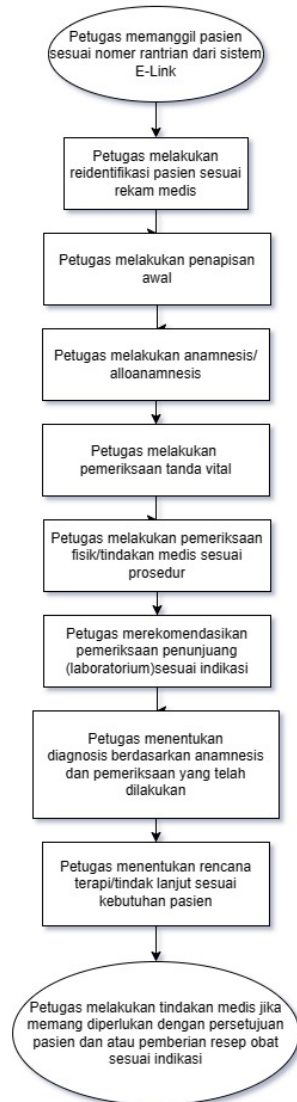 Petugas memanggil pasien
sesuai nomer rantrian dari sistem
E-Link
Petugas melakukan
reidentifikasi pasien sesuai
rekam medis
Petugas melakukan penapisan
awal
Petugas melakukan anamnesis/
alloanamnesis
Petugas melakukan
pemeriksaan tanda vital
Petugas melakukan pemeriksaan
fisik/tindakan medis sesuai
prosedur
Petugas merekomendasikan
pemeriksaan penunjuang
(laboratorium)sesuai indikasi
Petugas menentukan
diagnosis berdasarkan anamnesis
dan pemeriksaan yang telah
dilakukan
Petugas menentukan rencana
terapi/tindak lanjut sesuai
kebutuhan pasien
Petugas melakukan tindakan medis jika
memang diperlukan dengan persetujuan
pasien dan atau pemberian resep obat
sesuai indikasi